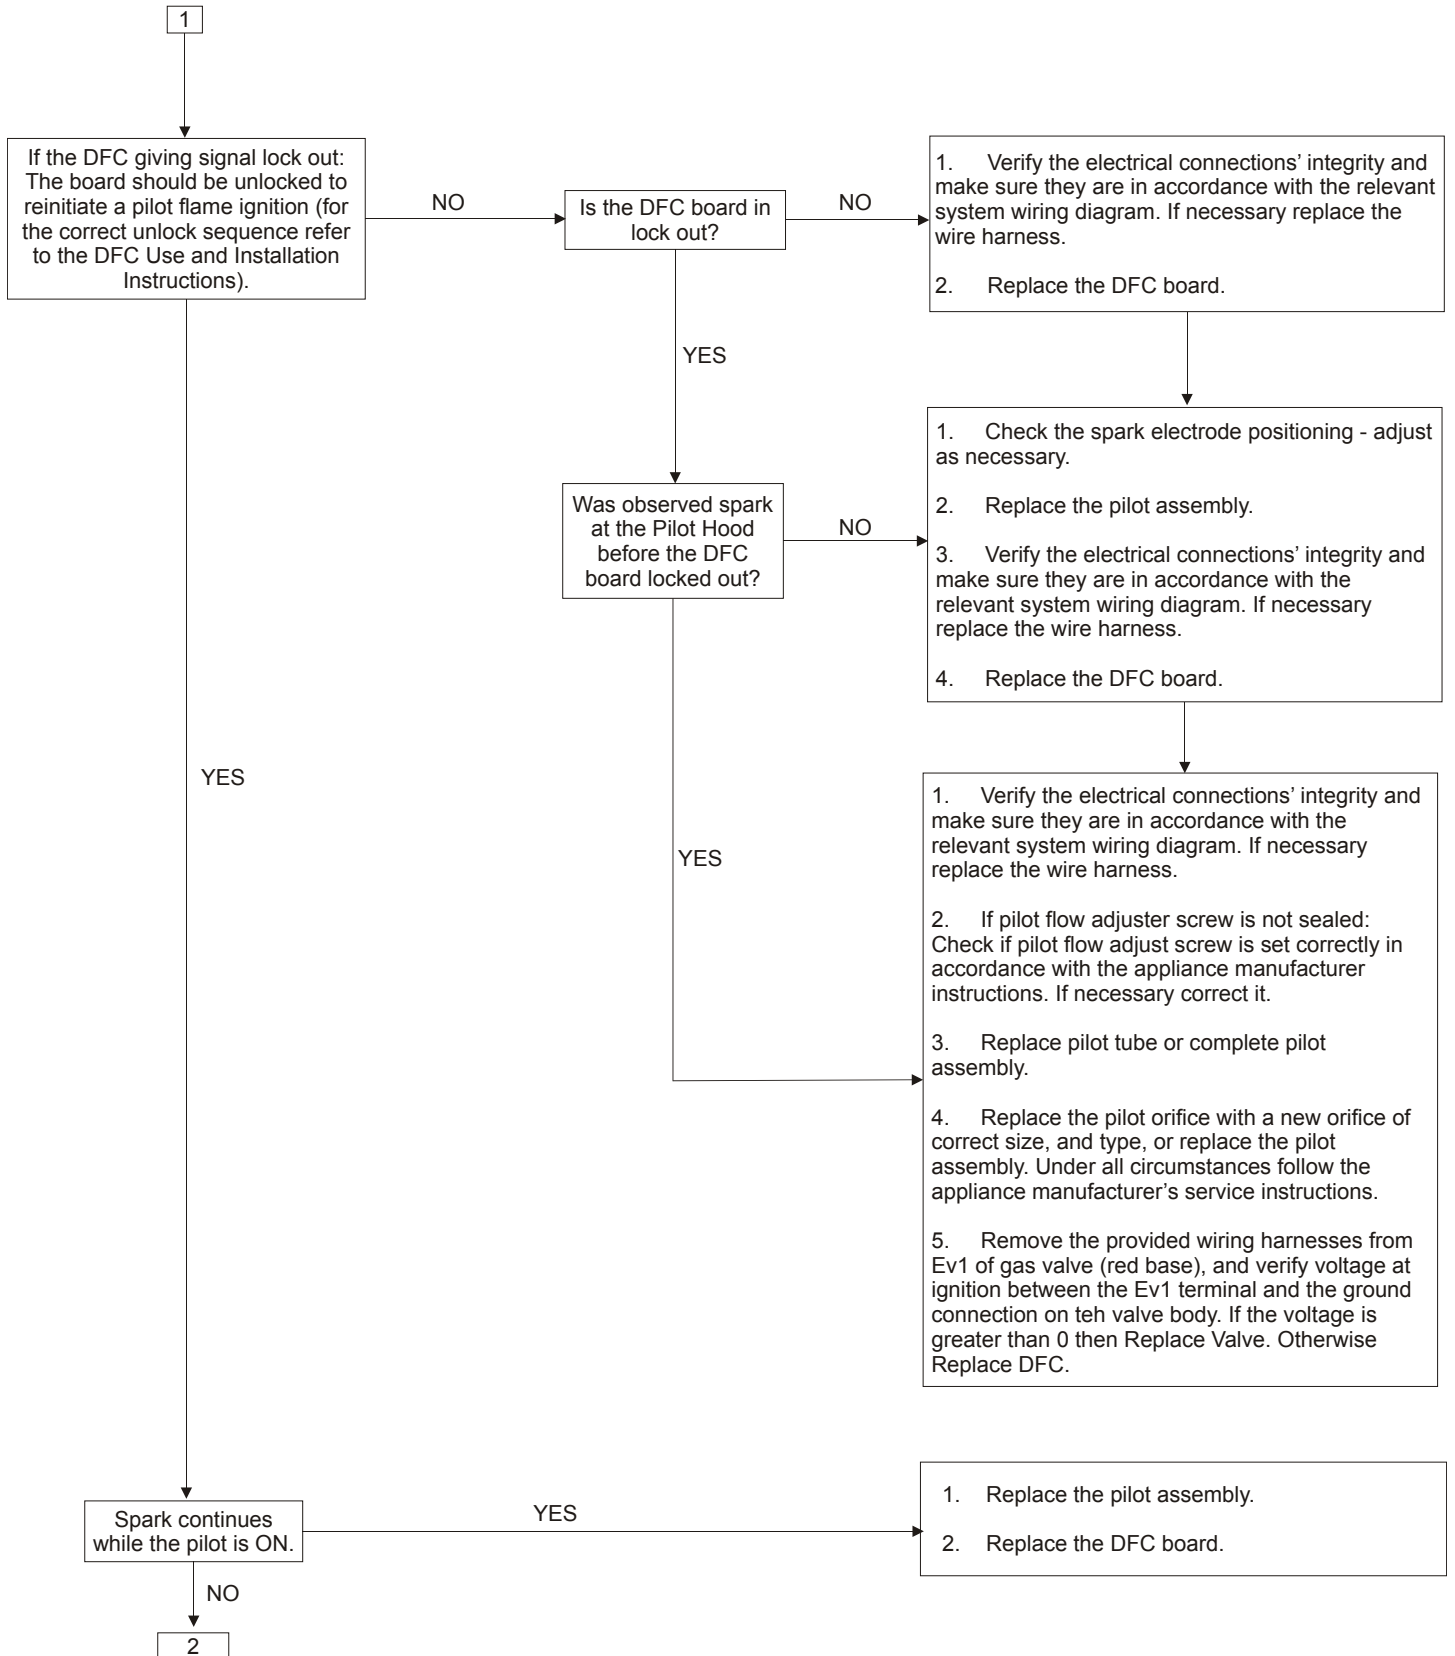 1
If the DFC giving signal lock out:
The board should be unlocked to
reinitiate a pilot flame ignition (for
the correct unlock sequence refer
to the DFC Use and Installation
Instructions).
NO
Is the DFC board in
lock out?
NO
1. Verify the electrical connections’ integrity and
make sure they are in accordance with the relevant
system wiring diagram. If necessary replace the
wire harness.
2. Replace the DFC board.
YES
Was observed spark
at the Pilot Hood
before the DFC
board locked out?
NO
1. Check the spark electrode positioning - adjust
as necessary.
2. Replace the pilot assembly.
3. Verify the electrical connections’ integrity and
make sure they are in accordance with the
relevant system wiring diagram. If necessary
replace the wire harness.
4. Replace the DFC board.
YES
YES
1. Verify the electrical connections’ integrity and
make sure they are in accordance with the
relevant system wiring diagram. If necessary
replace the wire harness.
2. If pilot flow adjuster screw is not sealed:
Check if pilot flow adjust screw is set correctly in
accordance with the appliance manufacturer
instructions. If necessary correct it.
3. Replace pilot tube or complete pilot
assembly.
4. Replace the pilot orifice with a new orifice of
correct size, and type, or replace the pilot
assembly. Under all circumstances follow the
appliance manufacturer’s service instructions.
5. Remove the provided wiring harnesses from
Ev1 of gas valve (red base), and verify voltage at
ignition between the Ev1 terminal and the ground
connection on teh valve body. If the voltage is
greater than 0 then Replace Valve. Otherwise
Replace DFC.
Spark continues
while the pilot is ON.
YES
1. Replace the pilot assembly.
2. Replace the DFC board.
NO
2